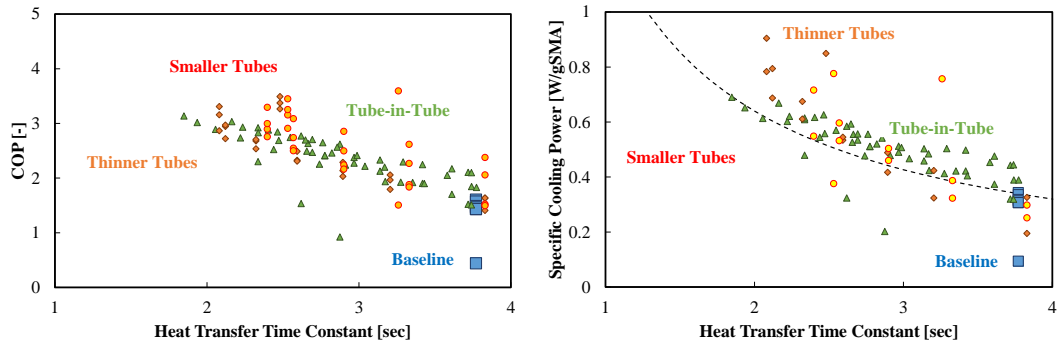 5
4
3
2
1
0
COP [-]
Smaller Tubes
Tube-in-Tube
Thinner Tubes
Baseline
1
2
3
4
Heat Transfer Time Constant [sec]
1
0.8
0.6
0.4
0.2
0
Specific Cooling Power [W/gSMA]
Thinner Tubes
Tube-in-Tube
Smaller Tubes
Baseline
1
2
3
4
Heat Transfer Time Constant [sec]